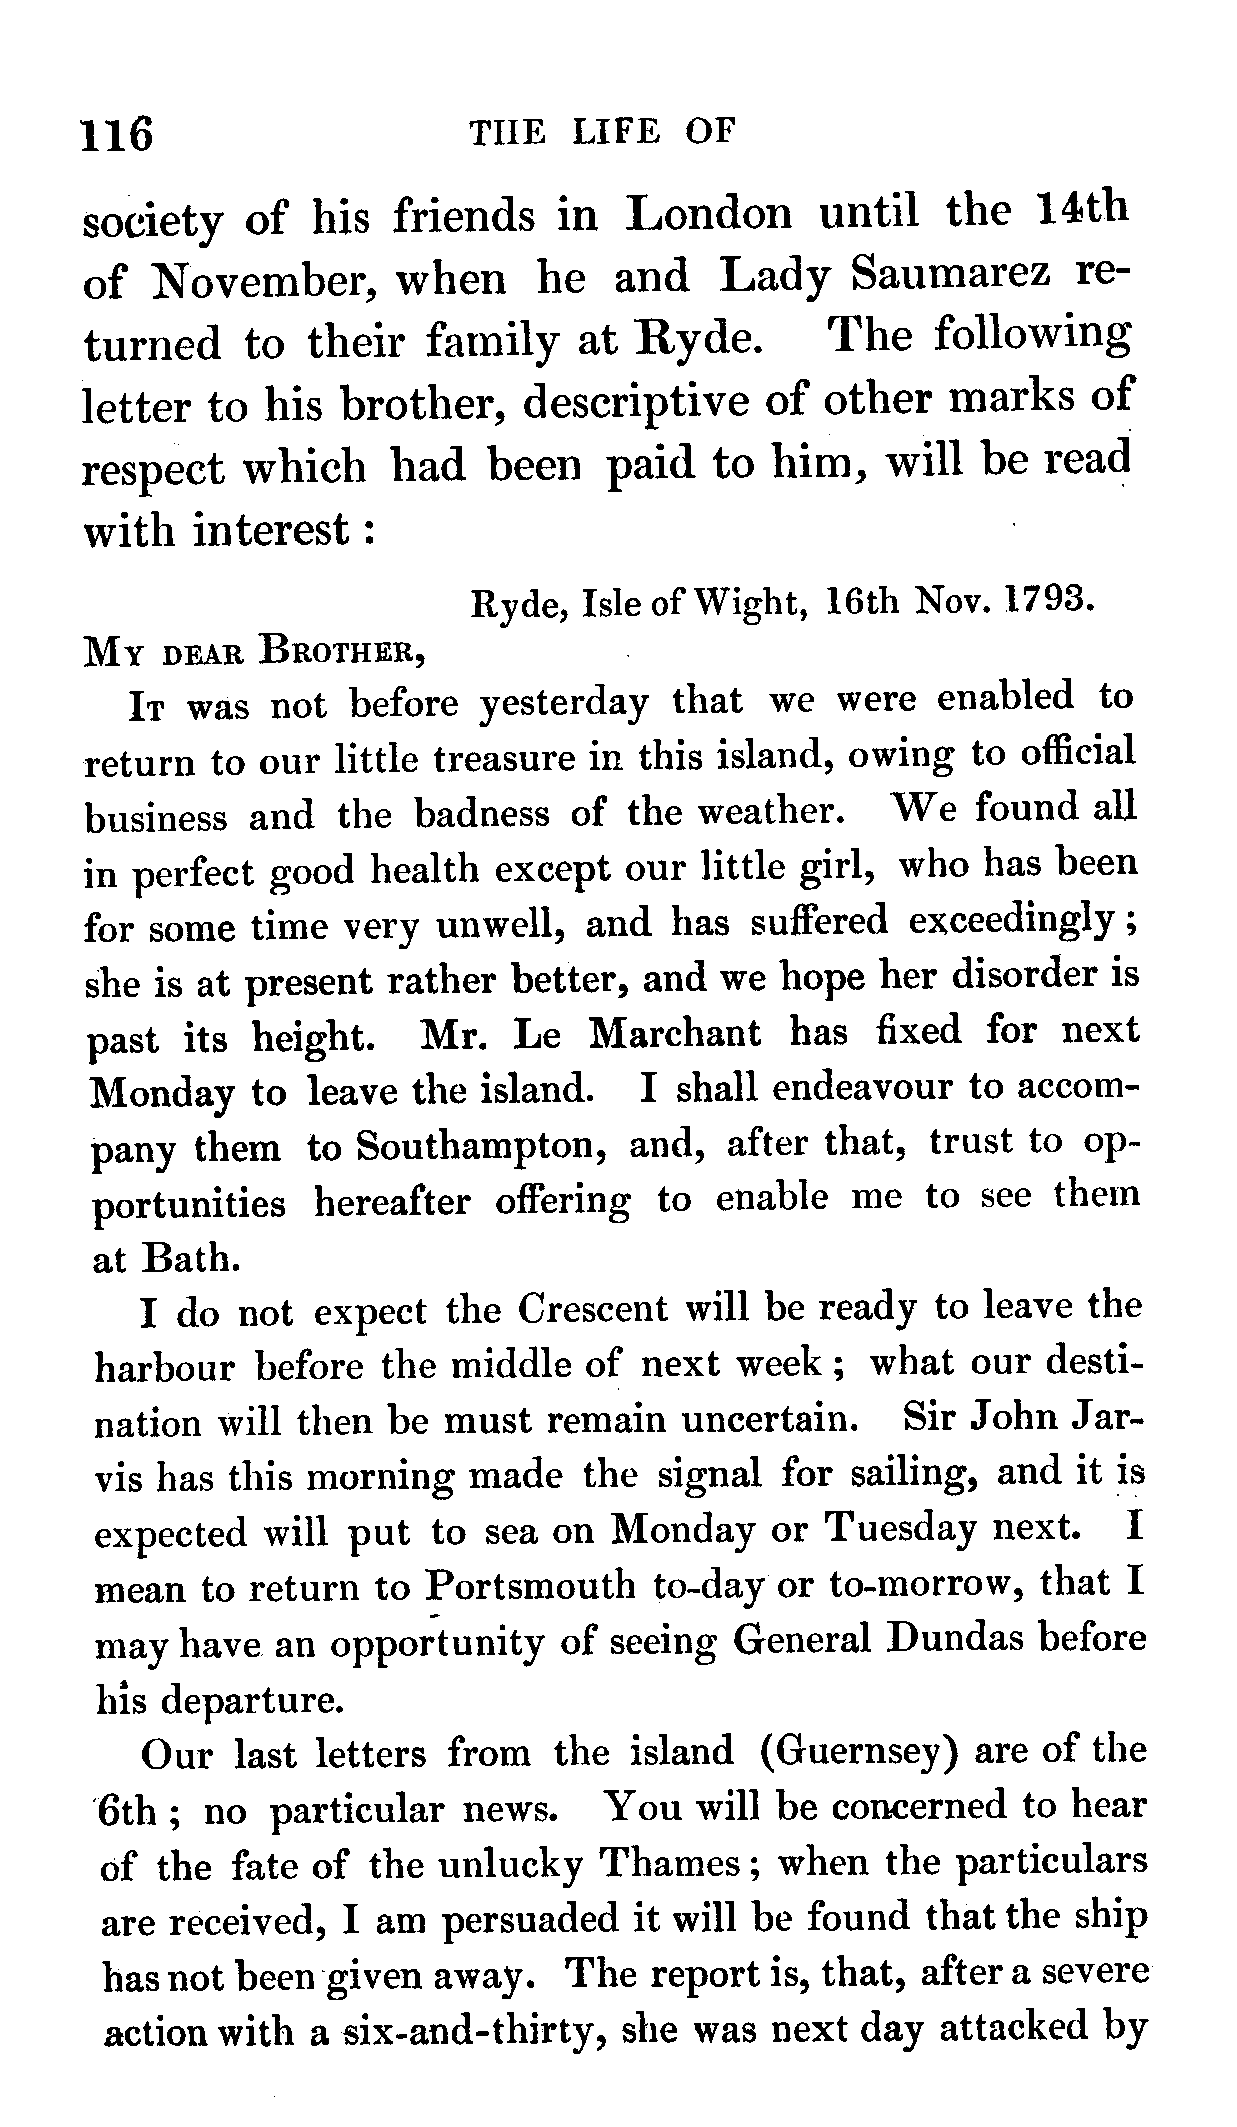 116 THE LIFE OF
society of his friends in London until the 14th
of November, when he and Lady Saumarez re-
turned to their family at Ryde. The following
letter to his brother, descriptive of other marks of
respect which had been paid to him, will be read
with interest :
Ryde, Isle of Wight, 16th Nov. 1793.
MY DEAR BROTHER,
IT was not before yesterday that we were enabled to
return to our little treasure in this island, owing to official
business and the badness of the weather. We found all
in perfect good health except our little girl, who has been
for some time very unwell, and has suffered exceedingly ;
she is at present rather better, and we hope her disorder is
past its height. Mr. Le Marchant has fixed for next
Monday to leave the island. I shall endeavour to accom-
pany them to Southampton, and, after that, trust to op-
portunities hereafter offering to enable me to see them
at Bath.
I do not expect the Crescent will be ready to leave the
harbour before the middle of next week ; what our desti-
nation will then be must remain uncertain. Sir John Jar-
vis has this morning made the signal for sailing, and it is
expected will put to sea on Monday or Tuesday next. I
mean to return to Portsmouth to-day or to-morrow, that I
may have an opportunity of seeing General Dundas before
his departure.
Our last letters from the island (Guernsey) are of the
6th ; no particular news. You will be concerned to hear
of the fate of the unlucky Thames ; when the particulars
are received, I am persuaded it will be found that the ship
has not been given away. The report is, that, after a severe
action with a six-and-thirty, she was next day attacked by